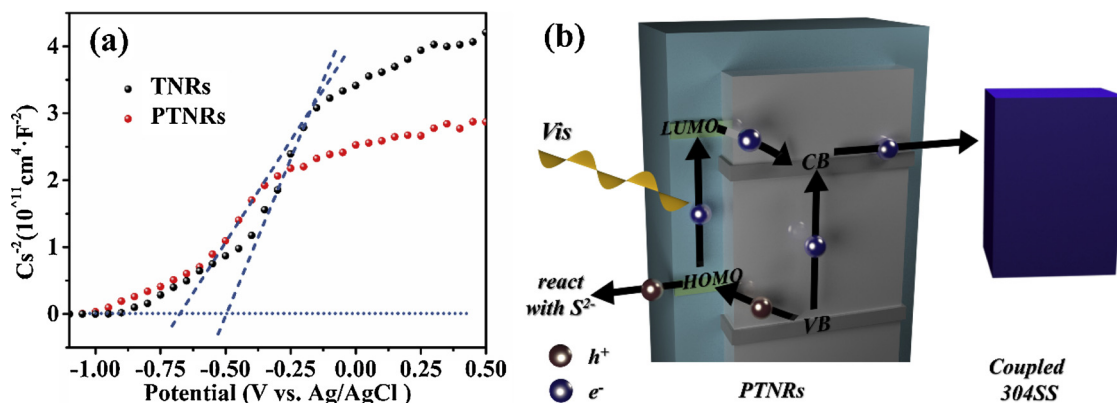 (a)
TNRs
PTNRs
Cs⁻²(10^¹¹cm⁴·F⁻²)
4
3
2
1
0
-1.00 -0.75 -0.50 -0.25 0.00 0.25 0.50
Potential (V vs. Ag/AgCl )
(b)
Vis
LUMO
CB
HOMO
VB
react
with S²⁻
h⁺
e⁻
PTNRs
Coupled
304SS